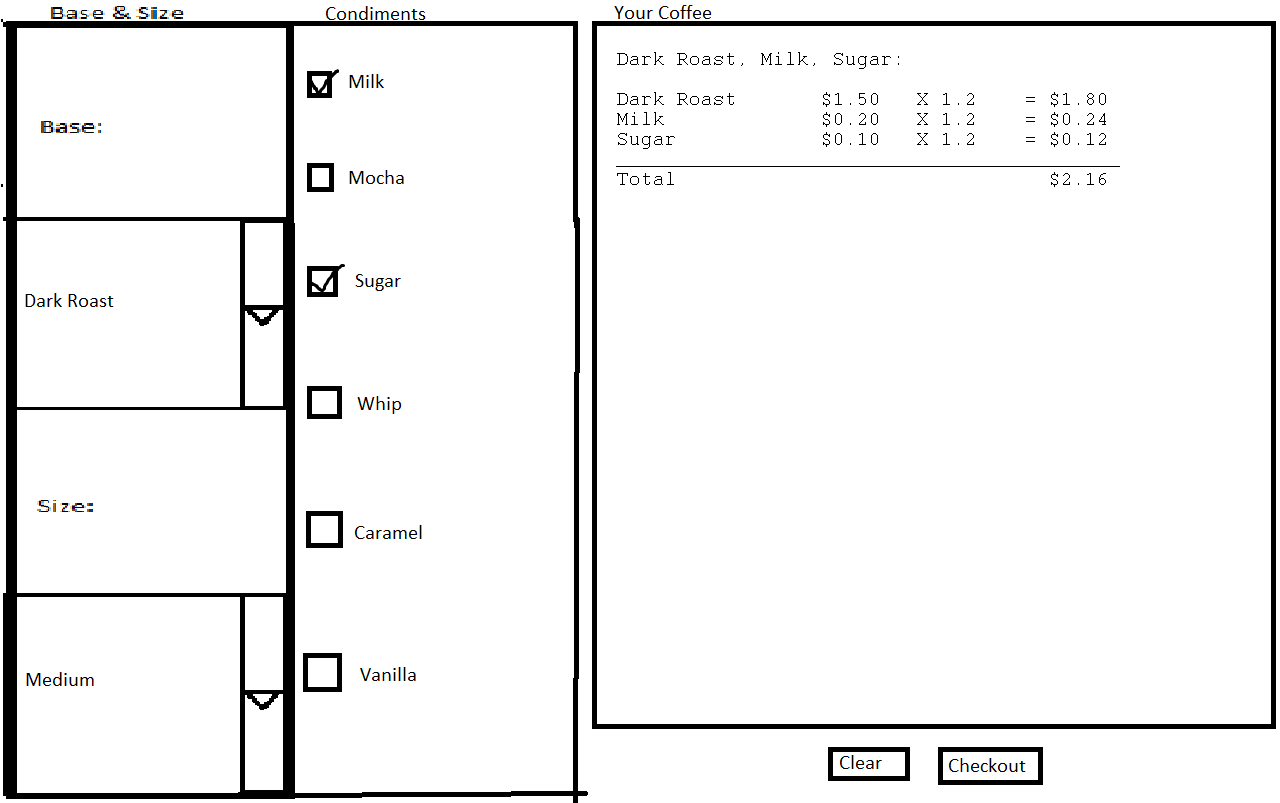 Base & Size
Base:
Dark Roast
Size:
Medium
Condiments
Milk
Mocha
Sugar
Whip
Caramel
Vanilla
Your Coffee
Dark Roast, Milk, Sugar:
Dark Roast $1.50 X 1.2 = $1.80
Milk $0.20 X 1.2 = $0.24
Sugar $0.10 X 1.2 = $0.12
Total $2.16
Clear
Checkout